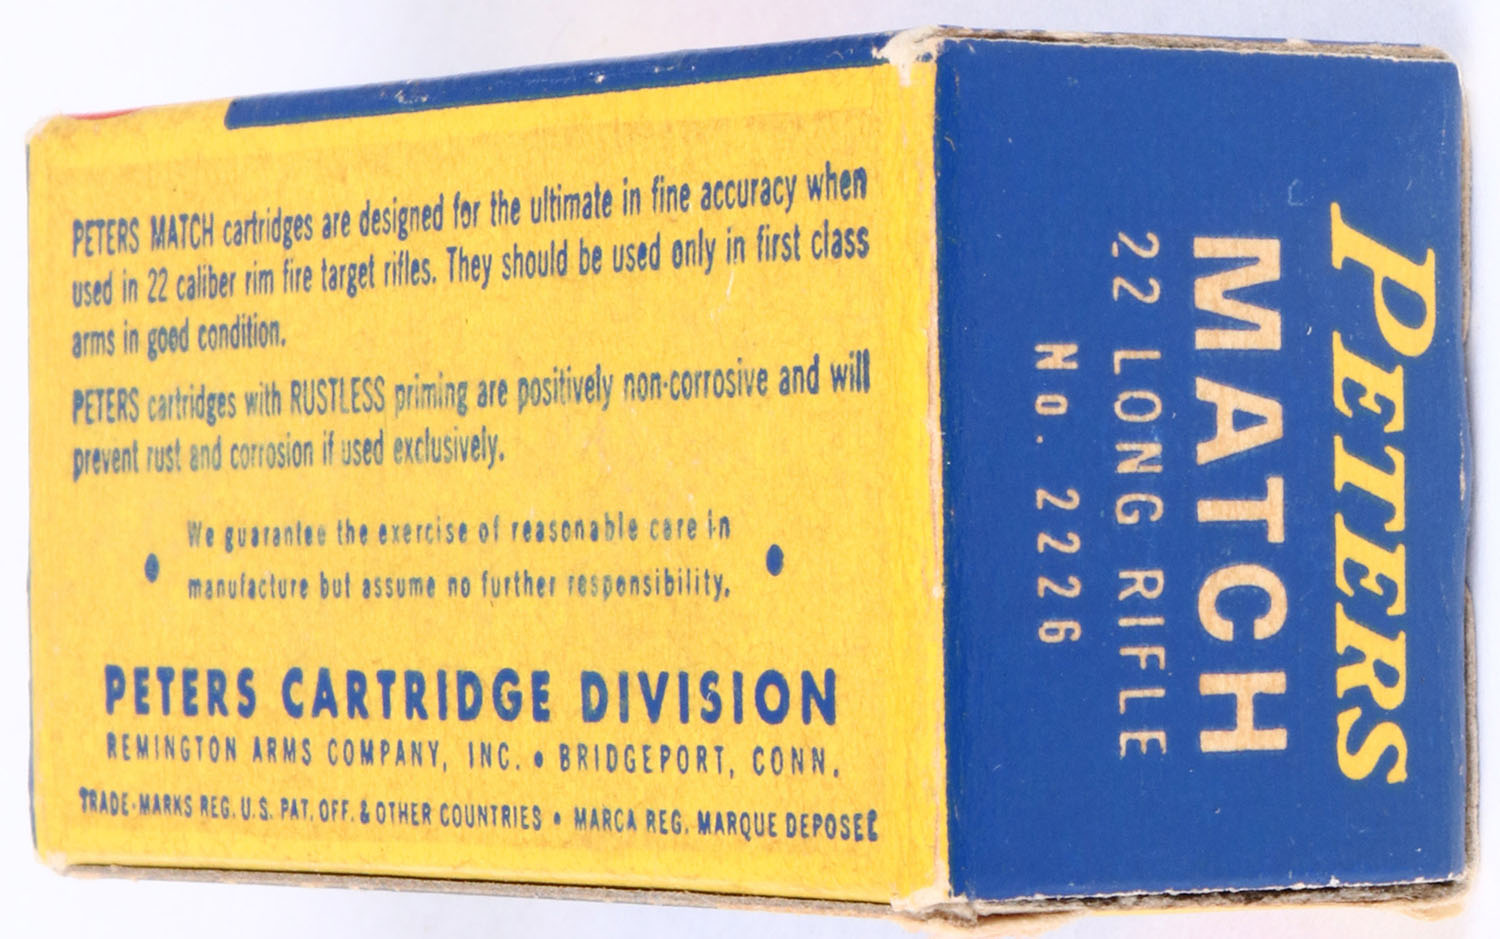 PETERS MATCH cartridges are designed for the ultimate in fine accuracy when
used in 22 caliber rim fire target rifles. They should be used only in first class
arms in good condition.
PETERS cartridges with RUSTLESS priming are positively non-corrosive and will
prevent rust and corrosion if used exclusively.
We guarantee the exercise of reasonable care in
manufacture but assume no further responsibility.
PETERS CARTRIDGE DIVISION
REMINGTON ARMS COMPANY, INC. • BRIDGEPORT, CONN.
TRADE-MARKS REG. U.S. PAT. OFF. & OTHER COUNTRIES • MARCA REG. MARQUE DEPOSEE
PETERS
MATCH
22 LONG RIFLE
No. 2226